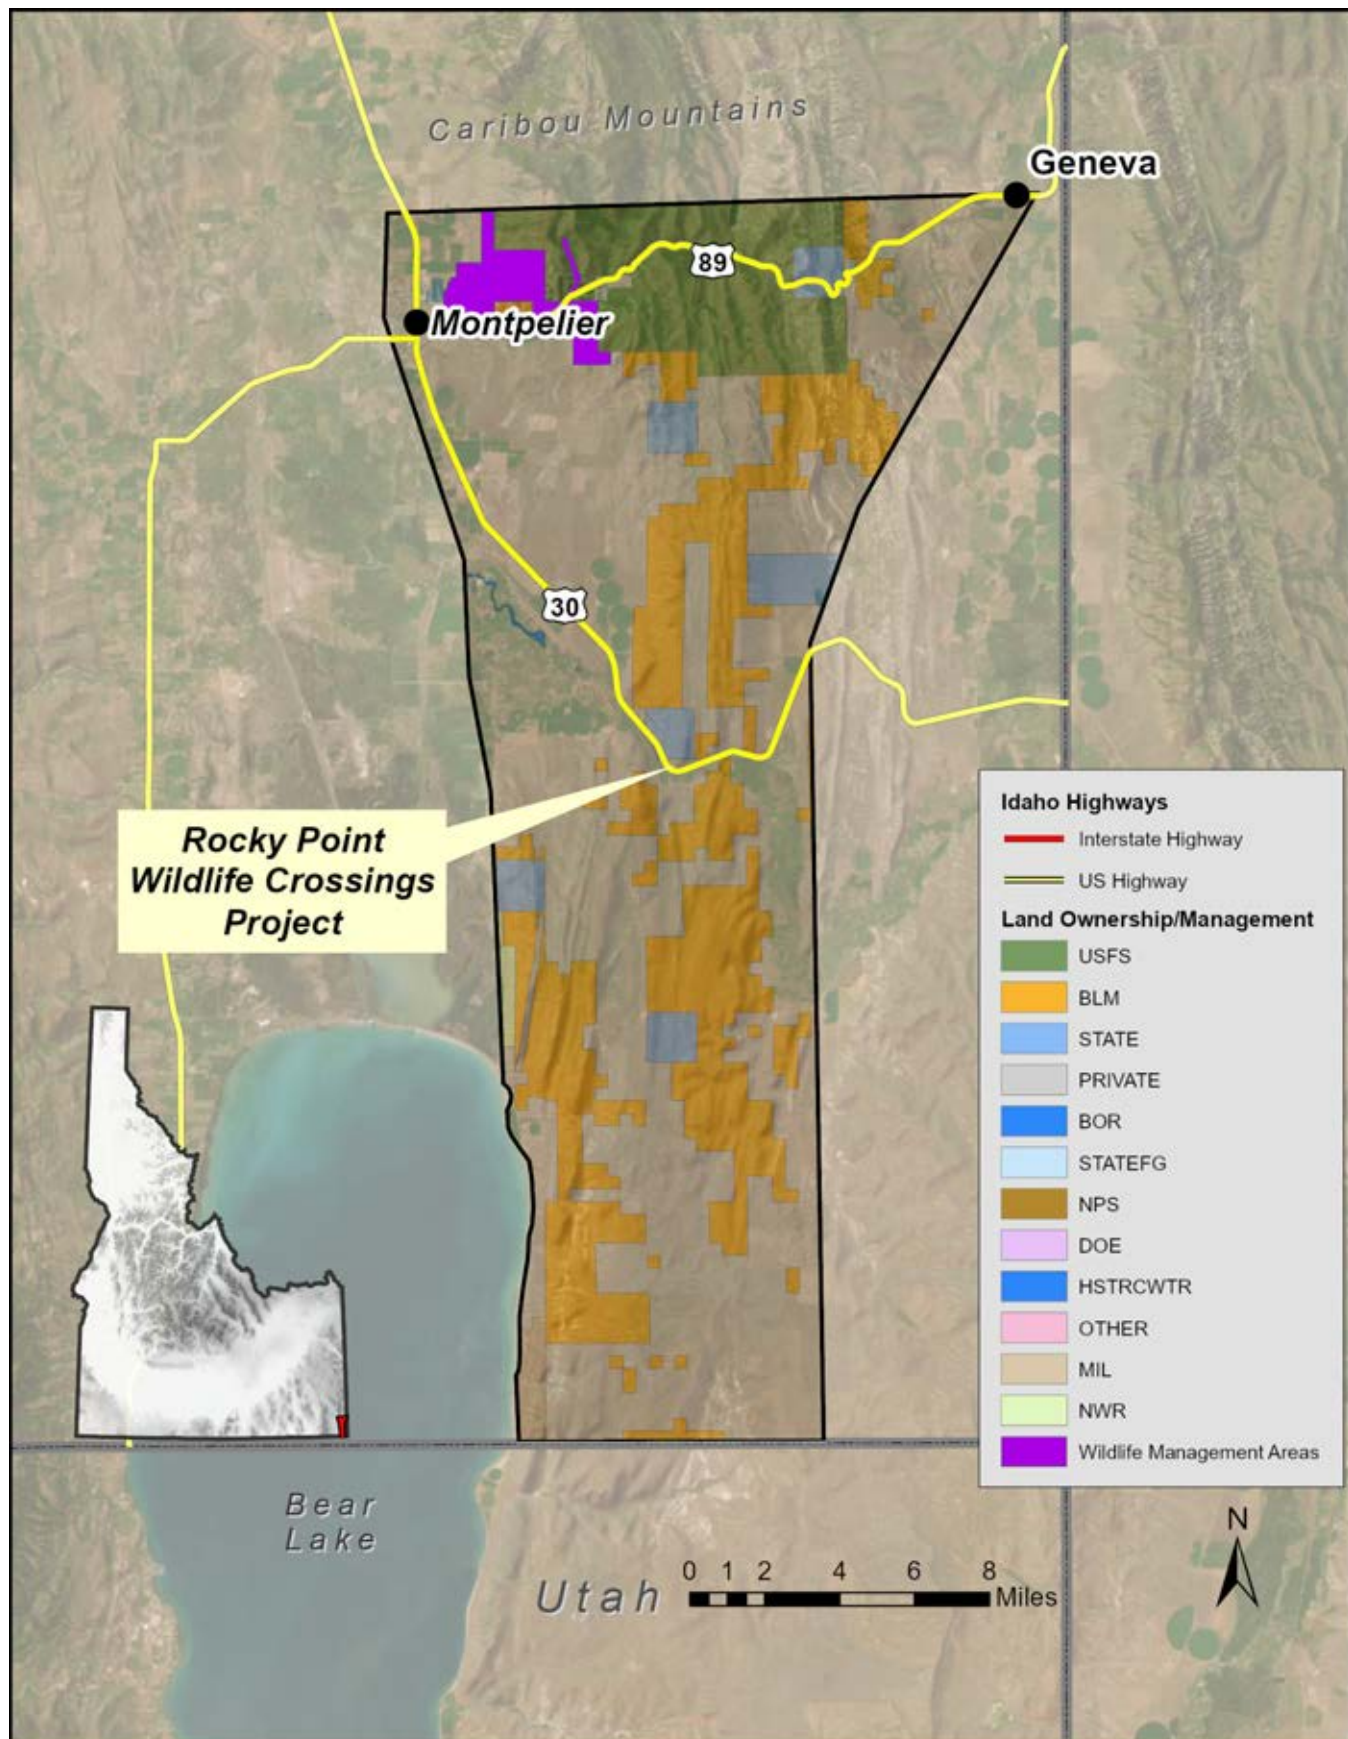 Caribou Mountains
Geneva
89
Montpelier
30
Rocky Point
Wildlife Crossings
Project
Idaho Highways
Interstate Highway
US Highway
Land Ownership/Management
USFS
BLM
STATE
PRIVATE
BOR
STATEFG
NPS
DOE
HSTRCWTR
OTHER
MIL
NWR
Wildlife Management Areas
Bear
Lake
Utah
0 1 2 4 6 8
Miles
N